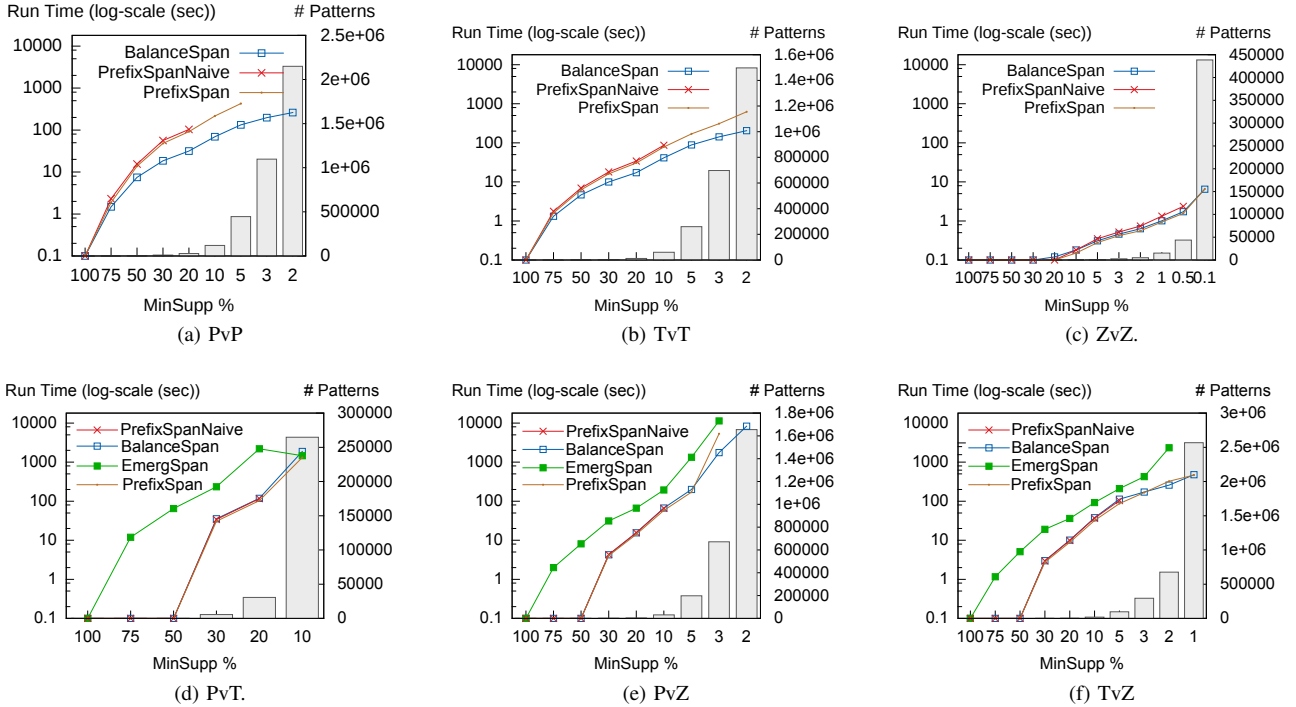 Run Time (log-scale (sec)) # Patterns
10000
1000
100
10
1
0.1
BalanceSpan
PrefixSpanNaive
PrefixSpan
2.5e+06
2e+06
1.5e+06
1e+06
500000
0
100 75 50 30 20 10 5 3 2
MinSupp %
(a) PvP
Run Time (log-scale (sec)) # Patterns
10000
1000
100
10
1
0.1
BalanceSpan
PrefixSpanNaive
PrefixSpan
1.6e+06
1.4e+06
1.2e+06
1e+06
800000
600000
400000
200000
0
100 75 50 30 20 10 5 3 2
MinSupp %
(b) TvT
Run Time (log-scale (sec)) # Patterns
10000
1000
100
10
1
0.1
BalanceSpan
PrefixSpanNaive
PrefixSpan
450000
400000
350000
300000
250000
200000
150000
100000
50000
0
100 75 50 30 20 10 5 3 2 1 0.5 0.1
MinSupp %
(c) ZvZ.
Run Time (log-scale (sec)) # Patterns
10000
1000
100
10
1
0.1
PrefixSpanNaive
BalanceSpan
EmergSpan
PrefixSpan
300000
250000
200000
150000
100000
50000
0
100 75 50 30 20 10
MinSupp %
(d) PvT.
Run Time (log-scale (sec)) # Patterns
10000
1000
100
10
1
0.1
PrefixSpanNaive
BalanceSpan
EmergSpan
PrefixSpan
1.8e+06
1.6e+06
1.4e+06
1.2e+06
1e+06
800000
600000
400000
200000
0
100 75 50 30 20 10 5 3 2
MinSupp %
(e) PvZ
Run Time (log-scale (sec)) # Patterns
10000
1000
100
10
1
0.1
PrefixSpanNaive
BalanceSpan
EmergSpan
PrefixSpan
3e+06
2.5e+06
2e+06
1.5e+06
1e+06
500000
0
100 75 50 30 20 10 5 3 2 1
MinSupp %
(f) TvZ